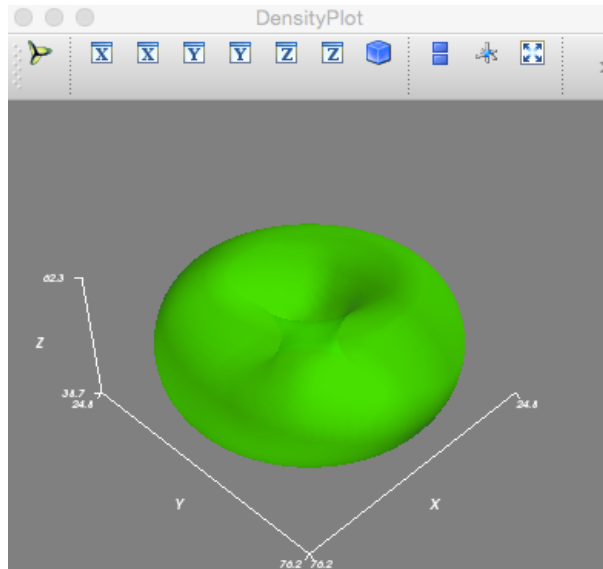 DensityPlot
X X Y Y Z Z
62.3
Z
38.7
24.8
24.8
Y
X
76.2 76.2